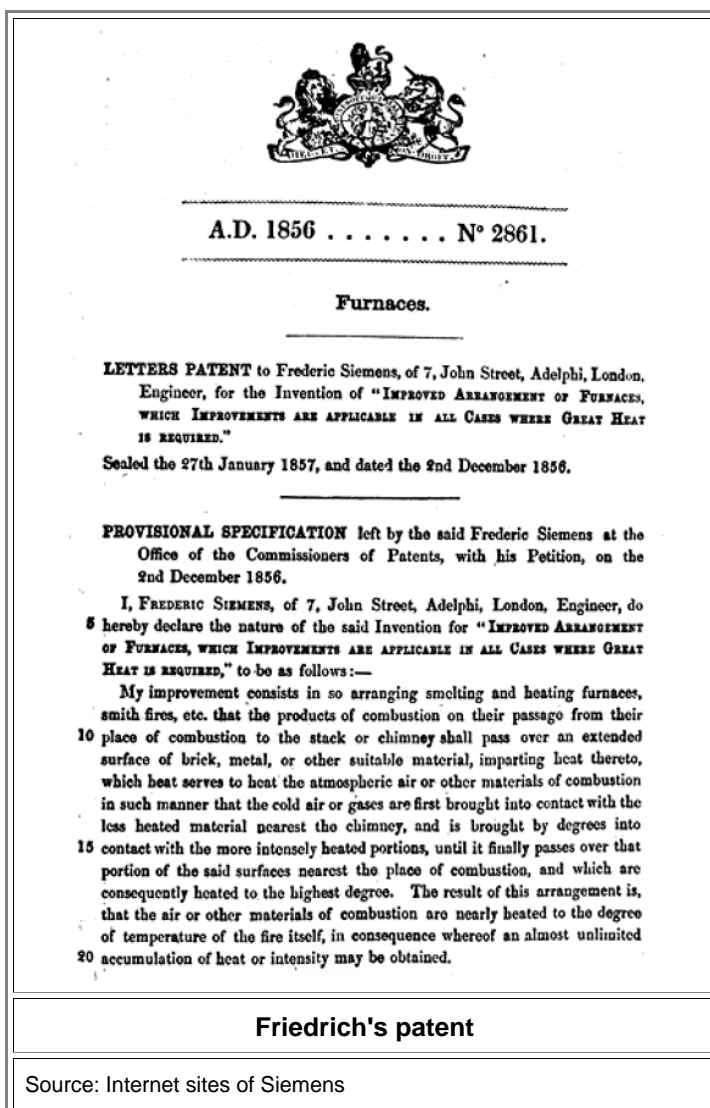 DIEU ET MON DROIT.
A.D. 1856 . . . . . . . Nº 2861.
Furnaces.
LETTERS PATENT to Frederic Siemens, of 7, John Street, Adelphi, London,
Engineer, for the Invention of "IMPROVED ARRANGEMENT OF FURNACES,
WHICH IMPROVEMENTS ARE APPLICABLE IN ALL CASES WHERE GREAT HEAT
IS REQUIRED."
Sealed the 27th January 1857, and dated the 2nd December 1856.
PROVISIONAL SPECIFICATION left by the said Frederic Siemens at the
Office of the Commissioners of Patents, with his Petition, on the
2nd December 1856.
I, FREDERIC SIEMENS, of 7, John Street, Adelphi, London, Engineer, do
5 hereby declare the nature of the said Invention for "IMPROVED ARRANGEMENT
OF FURNACES, WHICH IMPROVEMENTS ARE APPLICABLE IN ALL CASES WHERE GREAT
HEAT IS REQUIRED," to be as follows:—
My improvement consists in so arranging smelting and heating furnaces,
smith fires, etc. that the products of combustion on their passage from their
10 place of combustion to the stack or chimney shall pass over an extended
surface of brick, metal, or other suitable material, imparting heat thereto,
which heat serves to heat the atmospheric air or other materials of combustion
in such manner that the cold air or gases are first brought into contact with the
less heated material nearest the chimney, and is brought by degrees into
15 contact with the more intensely heated portions, until it finally passes over that
portion of the said surfaces nearest the place of combustion, and which are
consequently heated to the highest degree. The result of this arrangement is,
that the air or other materials of combustion are nearly heated to the degree
of temperature of the fire itself, in consequence whereof an almost unlimited
20 accumulation of heat or intensity may be obtained.
Friedrich's patent
Source: Internet sites of Siemens